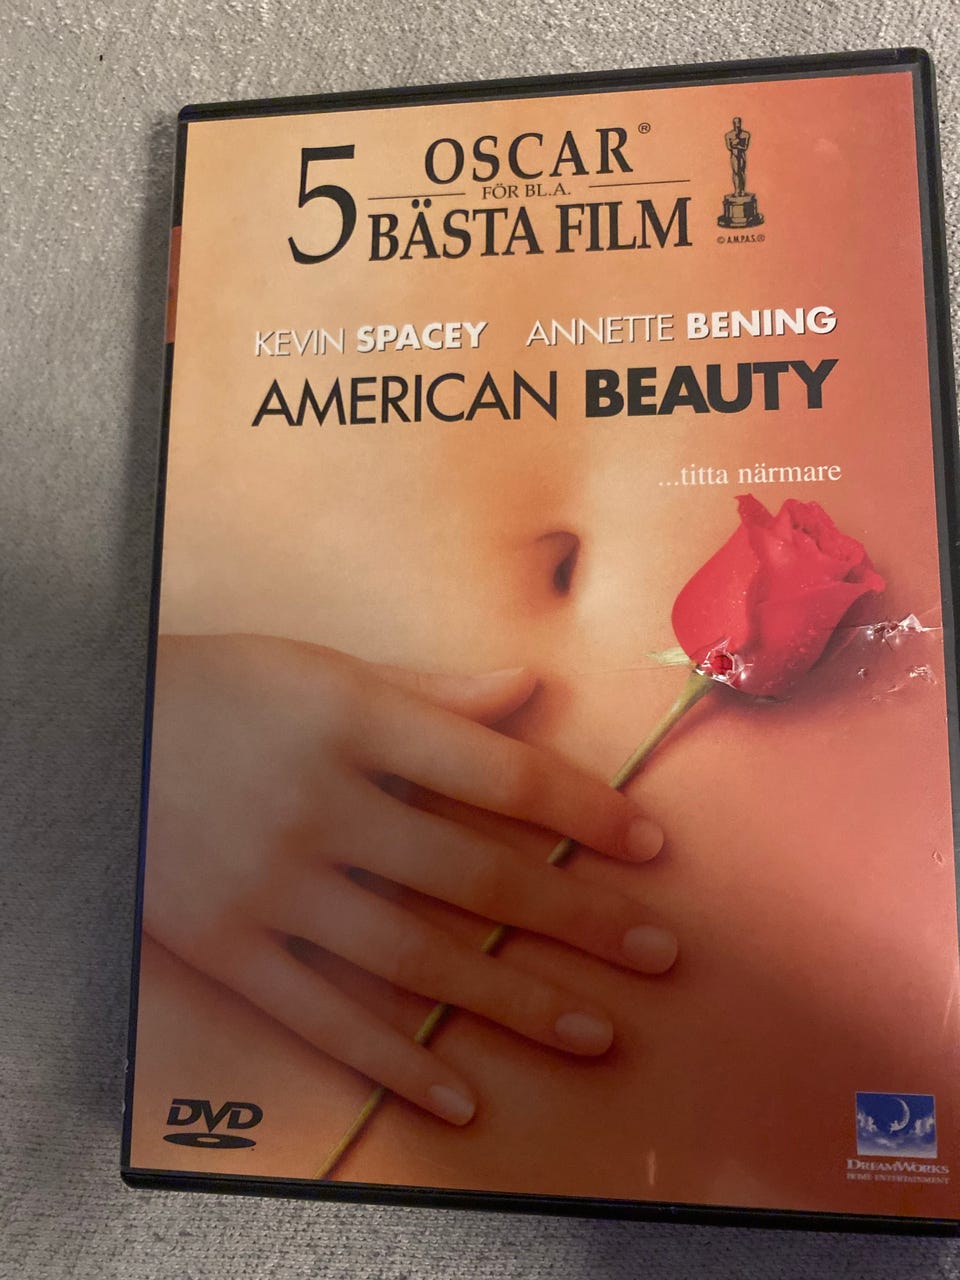 5 OSCAR®
FÖR BL.A.
BÄSTA FILM
© A.M.P.A.S.®
KEVIN SPACEY ANNETTE BENING
AMERICAN BEAUTY
...titta närmare
DVD
DREAMWORKS
HOME ENTERTAINMENT